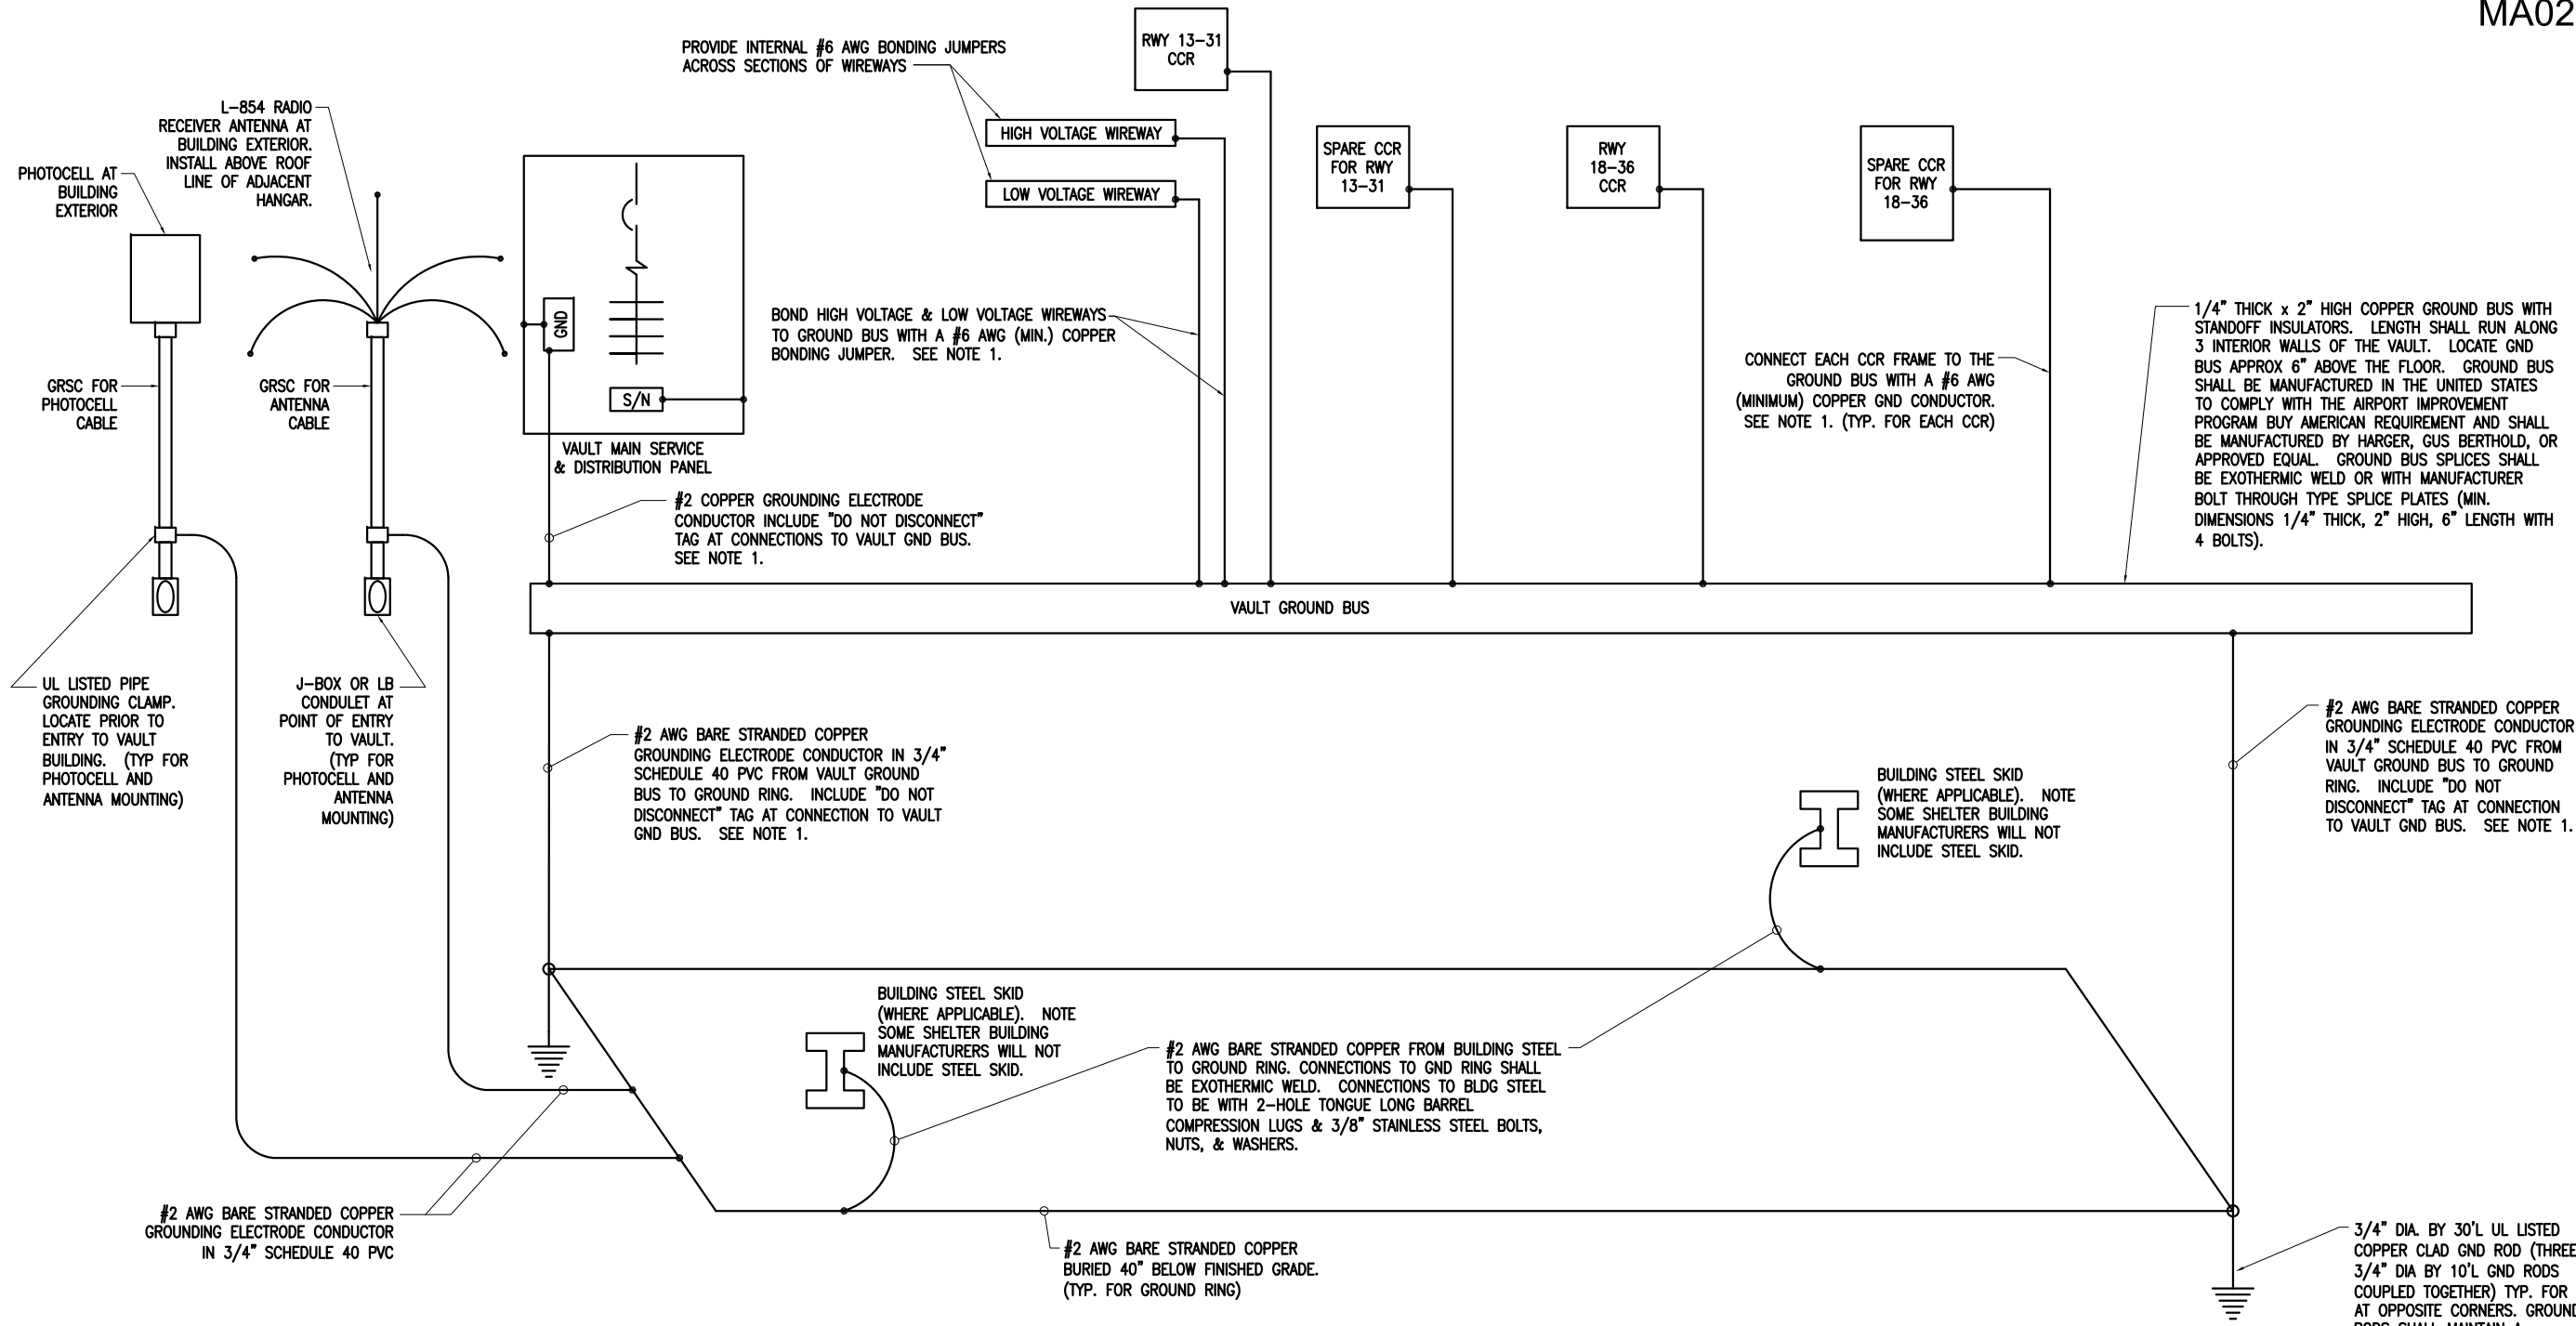 MA02
PROVIDE INTERNAL #6 AWG BONDING JUMPERS
ACROSS SECTIONS OF WIREWAYS
RWY 13-31
CCR
L-854 RADIO
RECEIVER ANTENNA AT
BUILDING EXTERIOR.
INSTALL ABOVE ROOF
LINE OF ADJACENT
HANGAR.
PHOTOCELL AT
BUILDING
EXTERIOR
HIGH VOLTAGE WIREWAY
LOW VOLTAGE WIREWAY
SPARE CCR
FOR RWY
13-31
RWY
18-36
CCR
SPARE CCR
FOR RWY
18-36
GND
S/N
VAULT MAIN SERVICE
& DISTRIBUTION PANEL
BOND HIGH VOLTAGE & LOW VOLTAGE WIREWAYS
TO GROUND BUS WITH A #6 AWG (MIN.) COPPER
BONDING JUMPER. SEE NOTE 1.
CONNECT EACH CCR FRAME TO THE
GROUND BUS WITH A #6 AWG
(MINIMUM) COPPER GND CONDUCTOR.
SEE NOTE 1. (TYP. FOR EACH CCR)
1/4" THICK x 2" HIGH COPPER GROUND BUS WITH
STANDOFF INSULATORS. LENGTH SHALL RUN ALONG
3 INTERIOR WALLS OF THE VAULT. LOCATE GND
BUS APPROX 6" ABOVE THE FLOOR. GROUND BUS
SHALL BE MANUFACTURED IN THE UNITED STATES
TO COMPLY WITH THE AIRPORT IMPROVEMENT
PROGRAM BUY AMERICAN REQUIREMENT AND SHALL
BE MANUFACTURED BY HARGER, GUS BERTHOLD, OR
APPROVED EQUAL. GROUND BUS SPLICES SHALL
BE EXOTHERMIC WELD OR WITH MANUFACTURER
BOLT THROUGH TYPE SPLICE PLATES (MIN.
DIMENSIONS 1/4" THICK, 2" HIGH, 6" LENGTH WITH
4 BOLTS).
GRSC FOR
PHOTOCELL
CABLE
GRSC FOR
ANTENNA
CABLE
#2 COPPER GROUNDING ELECTRODE
CONDUCTOR INCLUDE "DO NOT DISCONNECT"
TAG AT CONNECTIONS TO VAULT GND BUS.
SEE NOTE 1.
VAULT GROUND BUS
UL LISTED PIPE
GROUNDING CLAMP.
LOCATE PRIOR TO
ENTRY TO VAULT
BUILDING. (TYP FOR
PHOTOCELL AND
ANTENNA MOUNTING)
J-BOX OR LB
CONDULET AT
POINT OF ENTRY
TO VAULT.
(TYP FOR
PHOTOCELL AND
ANTENNA
MOUNTING)
#2 AWG BARE STRANDED COPPER
GROUNDING ELECTRODE CONDUCTOR IN 3/4"
SCHEDULE 40 PVC FROM VAULT GROUND
BUS TO GROUND RING. INCLUDE "DO NOT
DISCONNECT" TAG AT CONNECTION TO VAULT
GND BUS. SEE NOTE 1.
BUILDING STEEL SKID
(WHERE APPLICABLE). NOTE
SOME SHELTER BUILDING
MANUFACTURERS WILL NOT
INCLUDE STEEL SKID.
#2 AWG BARE STRANDED COPPER
GROUNDING ELECTRODE CONDUCTOR
IN 3/4" SCHEDULE 40 PVC FROM
VAULT GROUND BUS TO GROUND
RING. INCLUDE "DO NOT
DISCONNECT" TAG AT CONNECTION
TO VAULT GND BUS. SEE NOTE 1.
BUILDING STEEL SKID
(WHERE APPLICABLE). NOTE
SOME SHELTER BUILDING
MANUFACTURERS WILL NOT
INCLUDE STEEL SKID.
#2 AWG BARE STRANDED COPPER FROM BUILDING STEEL
TO GROUND RING. CONNECTIONS TO GND RING SHALL
BE EXOTHERMIC WELD. CONNECTIONS TO BLDG STEEL
TO BE WITH 2-HOLE TONGUE LONG BARREL
COMPRESSION LUGS & 3/8" STAINLESS STEEL BOLTS,
NUTS, & WASHERS.
#2 AWG BARE STRANDED COPPER
GROUNDING ELECTRODE CONDUCTOR
IN 3/4" SCHEDULE 40 PVC
#2 AWG BARE STRANDED COPPER
BURIED 40" BELOW FINISHED GRADE.
(TYP. FOR GROUND RING)
3/4" DIA. BY 30'L UL LISTED
COPPER CLAD GND ROD (THREE
3/4" DIA BY 10'L GND RODS
COUPLED TOGETHER) TYP. FOR
AT OPPOSITE CORNERS. GROUND
RODS SHALL MAINTAIN A